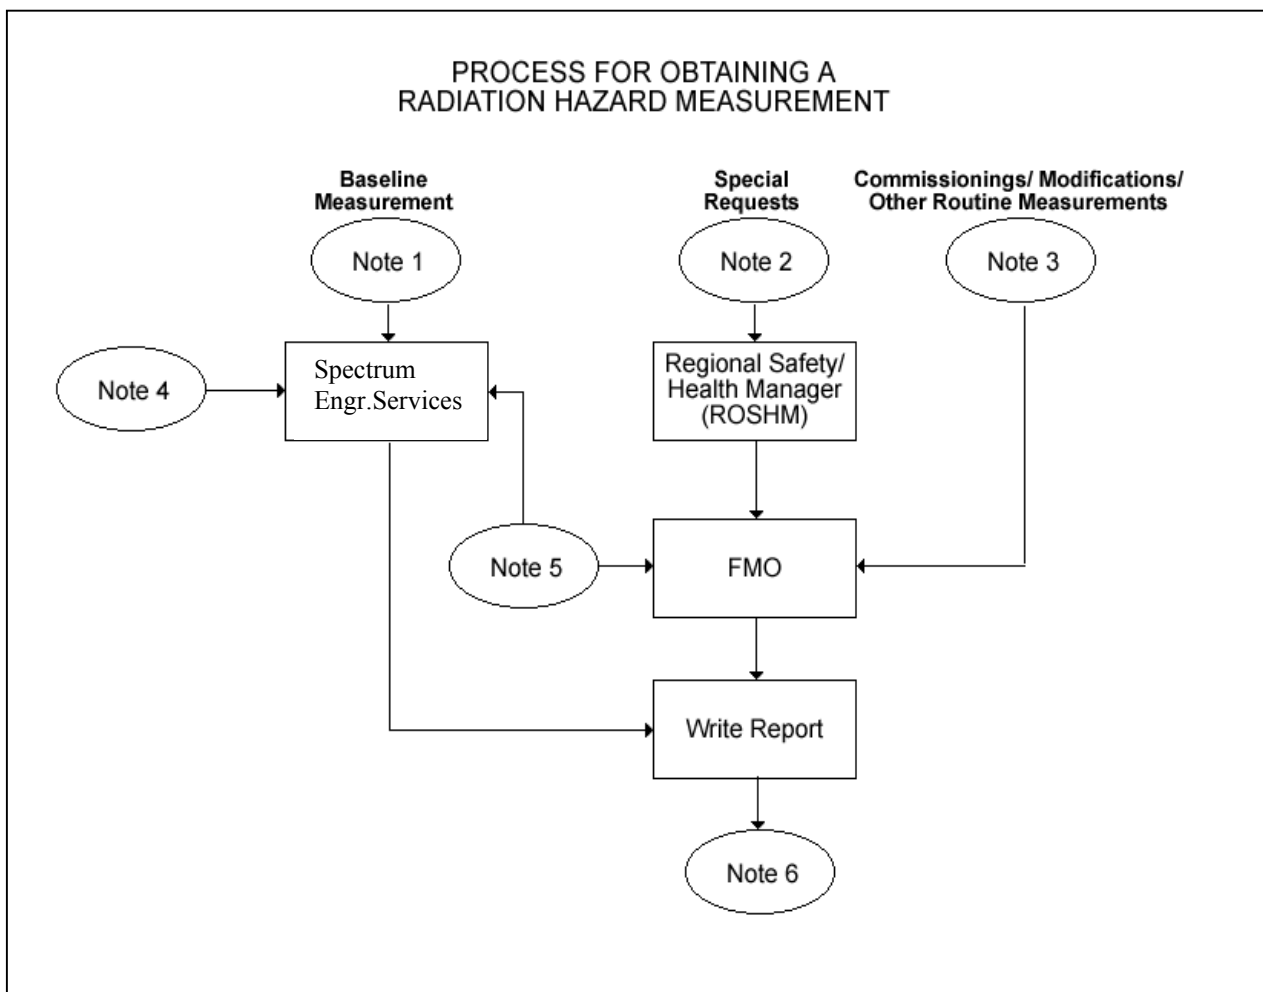 PROCESS FOR OBTAINING A
RADIATION HAZARD MEASUREMENT
Baseline
Measurement
Special
Requests
Commissionings/ Modifications/
Other Routine Measurements
Note 1
Note 2
Note 3
Note 4
Spectrum
Engr.Services
Regional Safety/
Health Manager
(ROSHM)
Note 5
FMO
Write Report
Note 6